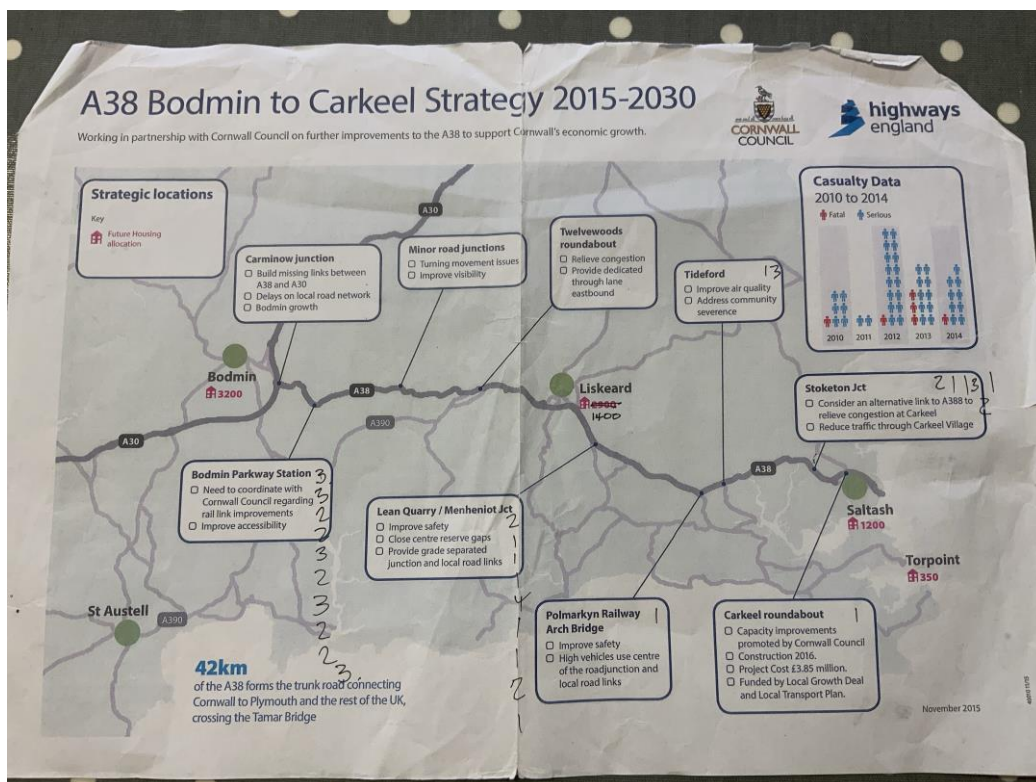 A38 Bodmin to Carkeel Strategy 2015-2030
Working in partnership with Cornwall Council on further improvements to the A38 to support Cornwall's economic growth.
CORNWALL
COUNCIL
highways
england
Strategic locations
Key
Future Housing
allocation
A30
Carminow junction
Build missing links between
A38 and A30
Delays on local road network
Bodmin growth
Minor road junctions
Turning movement issues
Improve visibility
Twelvewoods
roundabout
Relieve congestion
Provide dedicated
through lane
eastbound
Tideford 13
Improve air quality
Address community
severence
Casualty Data
2010 to 2014
Fatal Serious
2010 2011 2012 2013 2014
Bodmin
3200
A38
A390
Liskeard
1400
Stoketon Jct 21131
Consider an alternative link to A388 to
relieve congestion at Carkeel
Reduce traffic through Carkeel Village
A30
A38
Saltash
1200
Torpoint
350
Bodmin Parkway Station 3
Need to coordinate with 3
Cornwall Council regarding
rail link improvements 2
Improve accessibility
3
2
3
2
2
3
Lean Quarry / Menheniot Jct 2
Improve safety
Close centre reserve gaps 1
Provide grade separated
junction and local road links 1
1
1
2
1
Polmarkyn Railway 1
Arch Bridge
Improve safety
High vehicles use centre
of the roadjunction and
local road links
Carkeel roundabout 1
Capacity improvements
promoted by Cornwall Council
Construction 2016.
Project Cost £3.85 million.
Funded by Local Growth Deal
and Local Transport Plan.
St Austell
A390
42km
of the A38 forms the trunk road connecting
Cornwall to Plymouth and the rest of the UK,
crossing the Tamar Bridge
November 2015